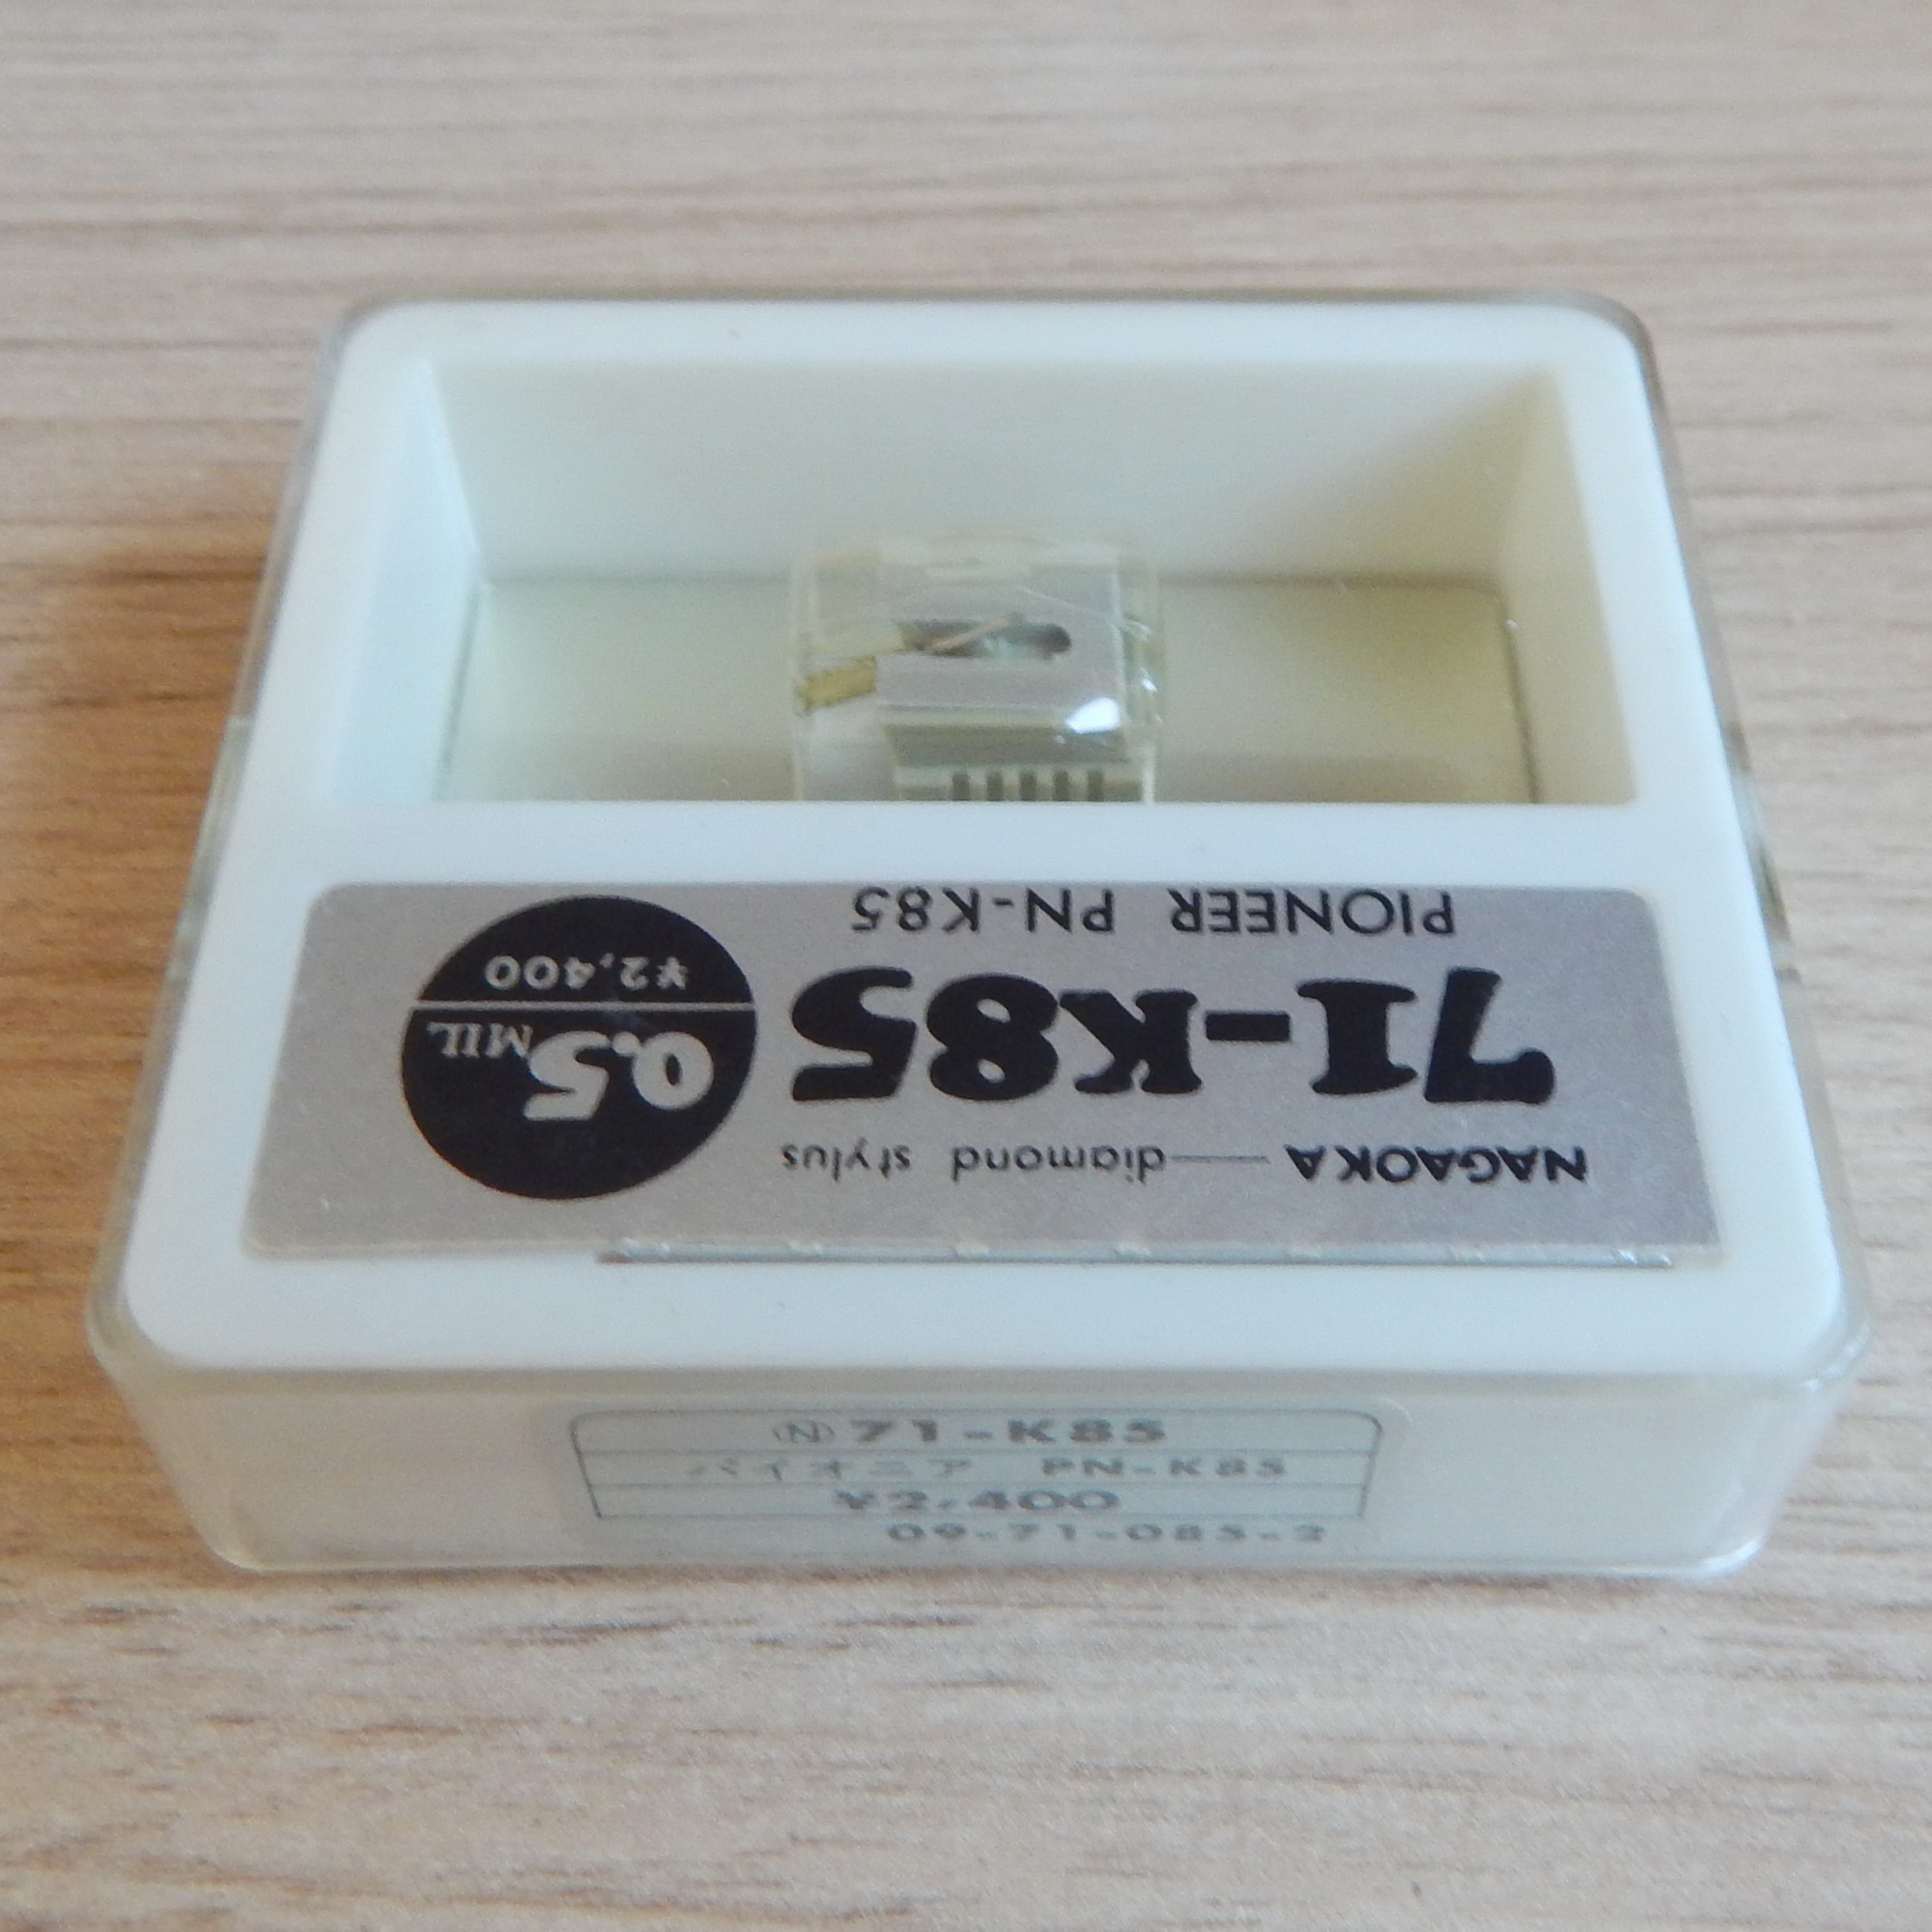 NAGAOKA — diamond stylus
71-K85
PIONEER PN-K85
0.5 MIL
¥2,400
(N) 71-K85
パイオニア PN-K85
¥2,400
09-71-085-2